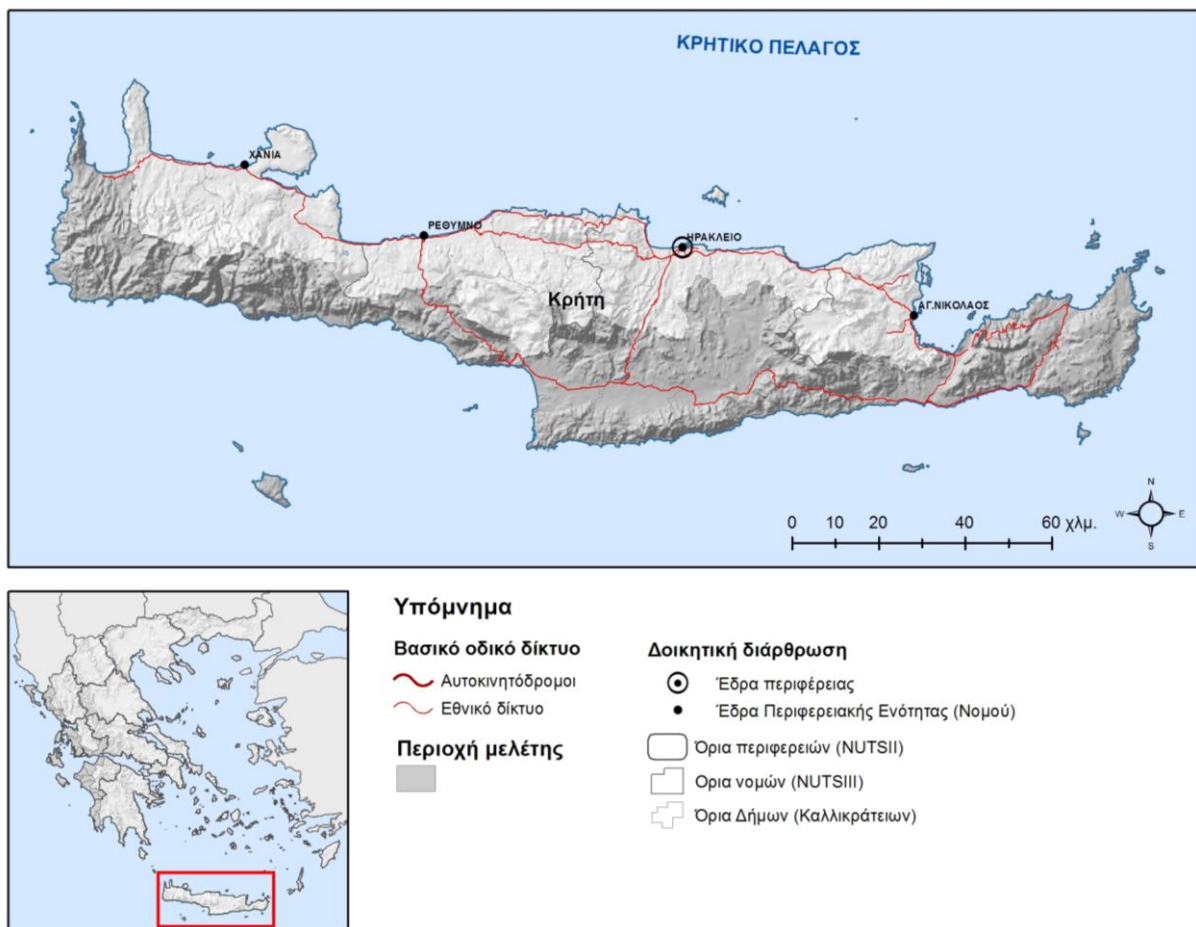 ΚΡΗΤΙΚΟ ΠΕΛΑΓΟΣ
ΧΑΝΙΑ
ΡΕΘΥΜΝΟ
ΗΡΑΚΛΕΙΟ
Κρήτη
ΑΓ.ΝΙΚΟΛΑΟΣ
0 10 20 40 60 χλμ.
N
W E
S
Υπόμνημα
Βασικό οδικό δίκτυο
Αυτοκινητόδρομοι
Εθνικό δίκτυο
Περιοχή μελέτης
Δοικητική διάρθρωση
Έδρα περιφέρειας
Έδρα Περιφερειακής Ενότητας (Νομού)
Όρια περιφερειών (NUTSII)
Ορια νομών (NUTSIII)
Όρια Δήμων (Καλλικράτειων)